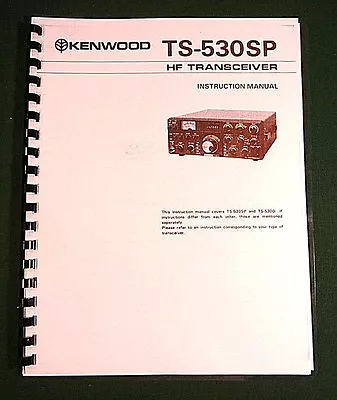 KENWOOD TS-530SP
HF TRANSCEIVER
INSTRUCTION MANUAL
This instruction manual covers TS-530SP and TS-530S. If
instructions differ from each other, those are mentioned
separately.
Please refer to an instruction corresponding to your type of
transceiver.